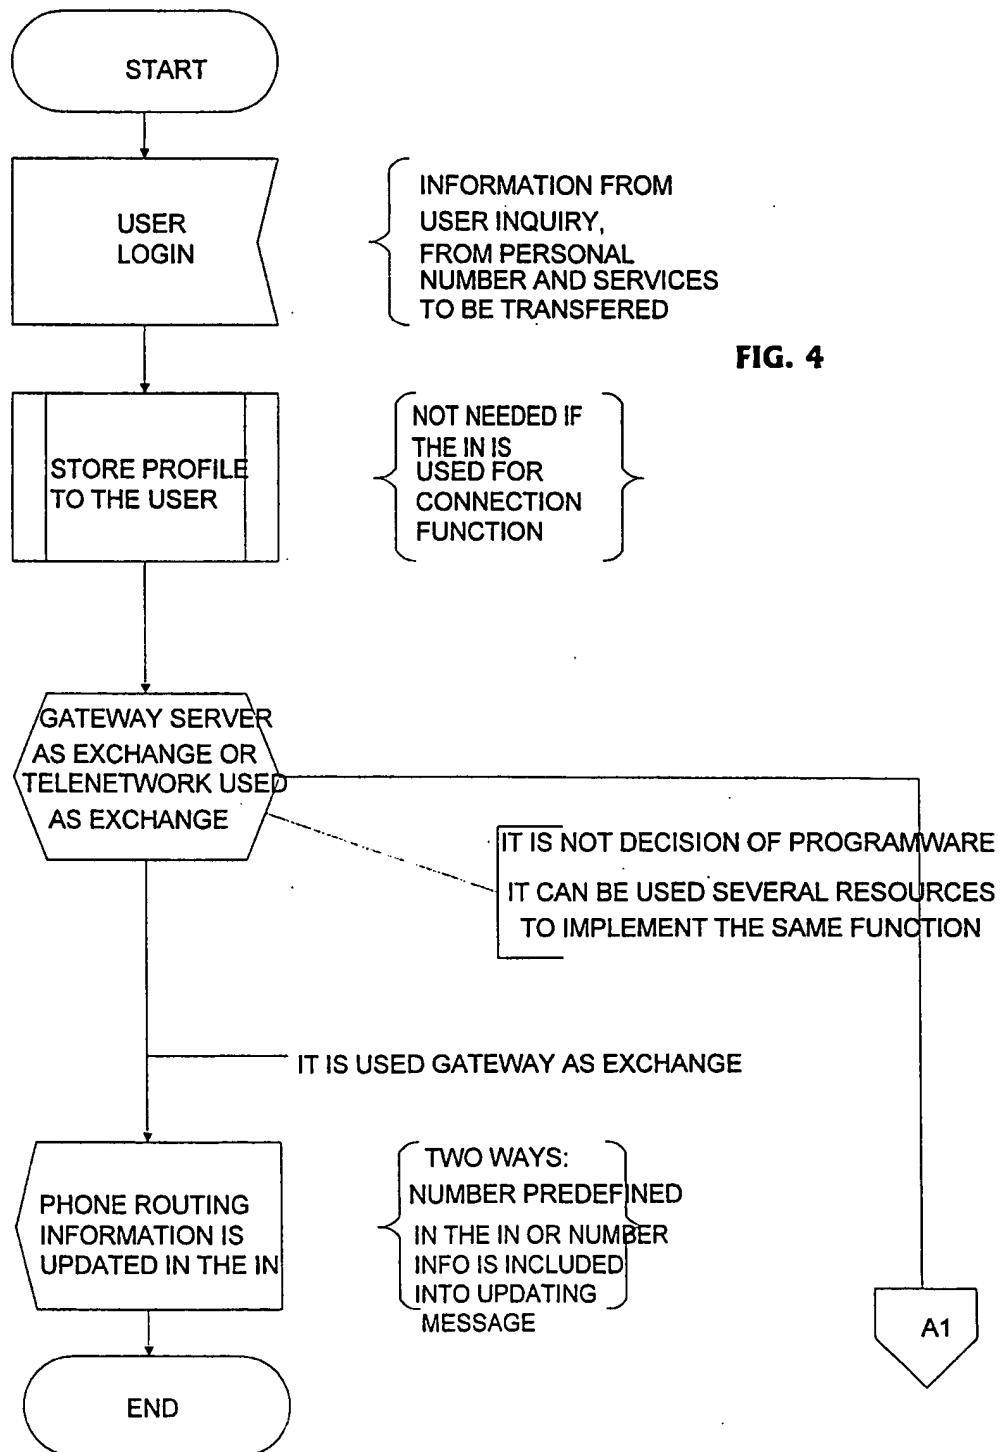 START
USER
LOGIN
INFORMATION FROM
USER INQUIRY,
FROM PERSONAL
NUMBER AND SERVICES
TO BE TRANSFERED
FIG. 4
STORE PROFILE
TO THE USER
NOT NEEDED IF
THE IN IS
USED FOR
CONNECTION
FUNCTION
GATEWAY SERVER
AS EXCHANGE OR
TELENETWORK USED
AS EXCHANGE
IT IS NOT DECISION OF PROGRAMWARE
IT CAN BE USED SEVERAL RESOURCES
TO IMPLEMENT THE SAME FUNCTION
IT IS USED GATEWAY AS EXCHANGE
PHONE ROUTING
INFORMATION IS
UPDATED IN THE IN
TWO WAYS:
NUMBER PREDEFINED
IN THE IN OR NUMBER
INFO IS INCLUDED
INTO UPDATING
MESSAGE
A1
END